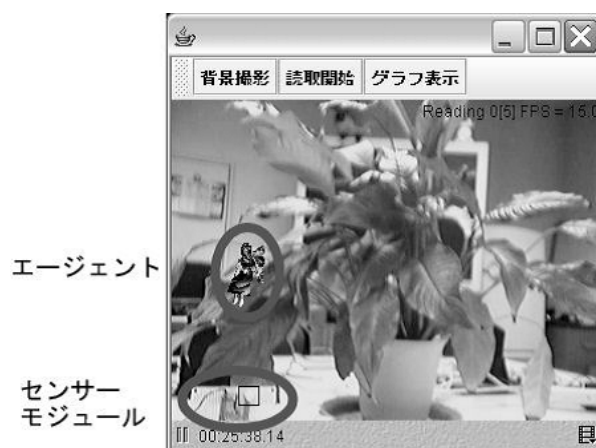 背景撮影 読取開始 グラフ表示
Reading 0[5] FPS = 15.0
エージェント
センサー
モジュール
00:25:38.14